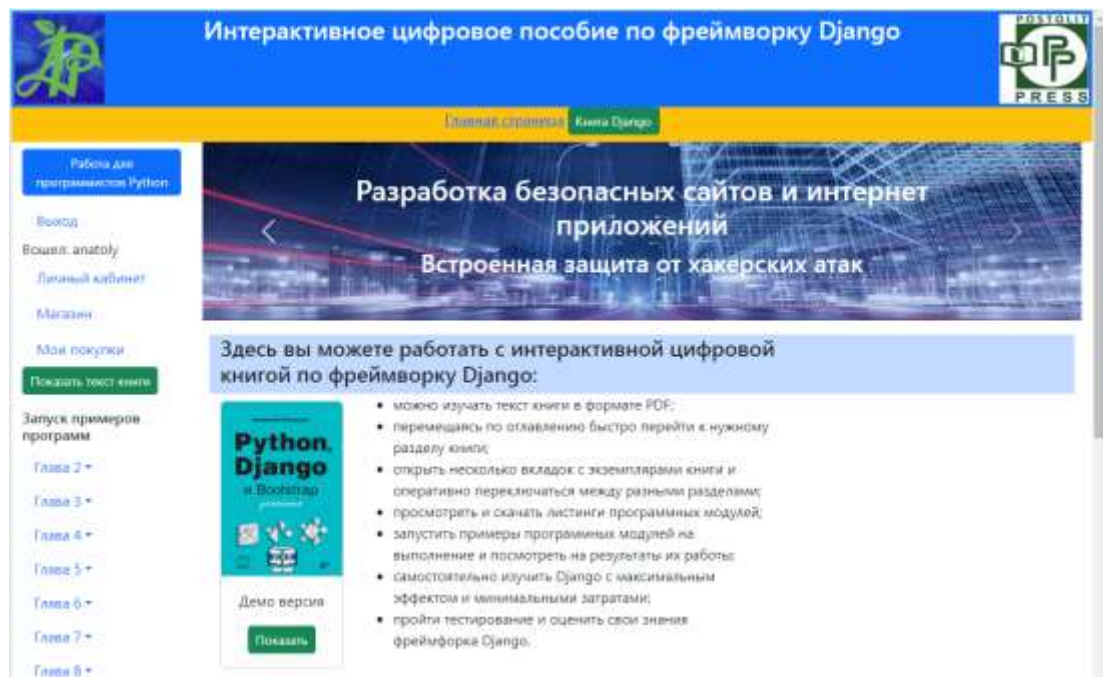 Интерактивное цифровое пособие по фреймворку Django
POSTOLIT
PRESS
Главная страница
Книга Django
Работа для
программистов Python
Выход
Вошел: anatoly
Личный кабинет
Магазин
Мои покупки
Показать текст книги
Запуск примеров
программ
Глава 2
Глава 3
Глава 4
Глава 5
Глава 6
Глава 7
Глава 8
Разработка безопасных сайтов и интернет
приложений
Встроенная защита от хакерских атак
Здесь вы можете работать с интерактивной цифровой
книгой по фреймворку Django:
Python,
Django
и Bootstrap
Демо версия
Показать
можно изучать текст книги в формате PDF;
перемещаясь по оглавлению быстро перейти к нужному
разделу книги;
открыть несколько вкладок с экземплярами книги и
оперативно переключаться между разными разделами;
просмотреть и скачать листинги программных модулей;
запустить примеры программных модулей на
выполнение и посмотреть на результаты их работы;
самостоятельно изучить Django с максимальным
эффектом и минимальными затратами;
пройти тестирование и оценить свои знания
фреймфорка Django.